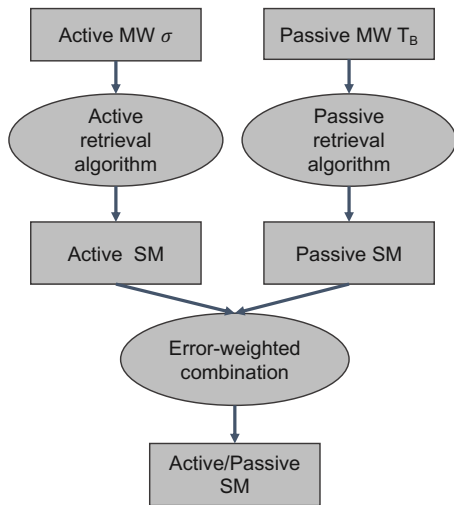 Active MW σ
Passive MW T_B
Active
retrieval
algorithm
Passive
retrieval
algorithm
Active SM
Passive SM
Error-weighted
combination
Active/Passive
SM